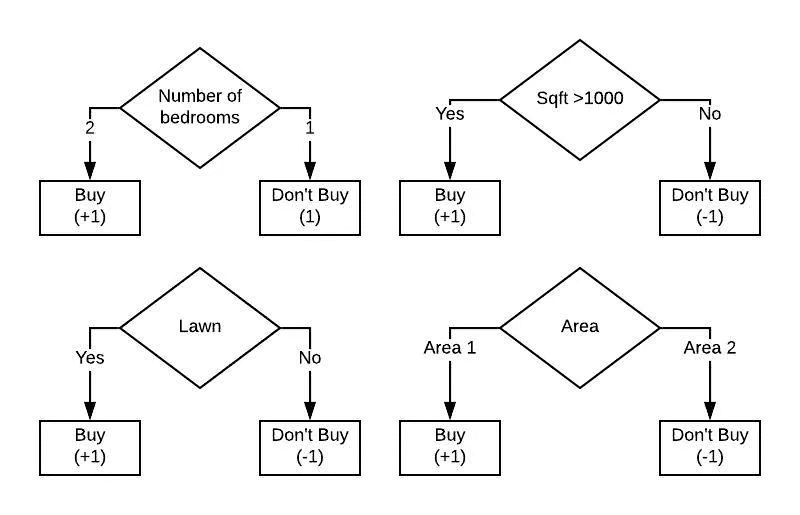 Number of
bedrooms
2
1
Buy
(+1)
Don't Buy
(1)
Sqft >1000
Yes
No
Buy
(+1)
Don't Buy
(-1)
Lawn
Yes
No
Buy
(+1)
Don't Buy
(-1)
Area
Area 1
Area 2
Buy
(+1)
Don't Buy
(-1)